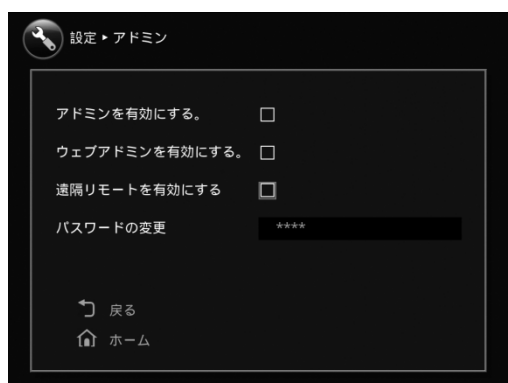 設定 ▸ アドミン
アドミンを有効にする。
ウェブアドミンを有効にする。
遠隔リモートを有効にする
パスワードの変更 ****
戻る
ホーム